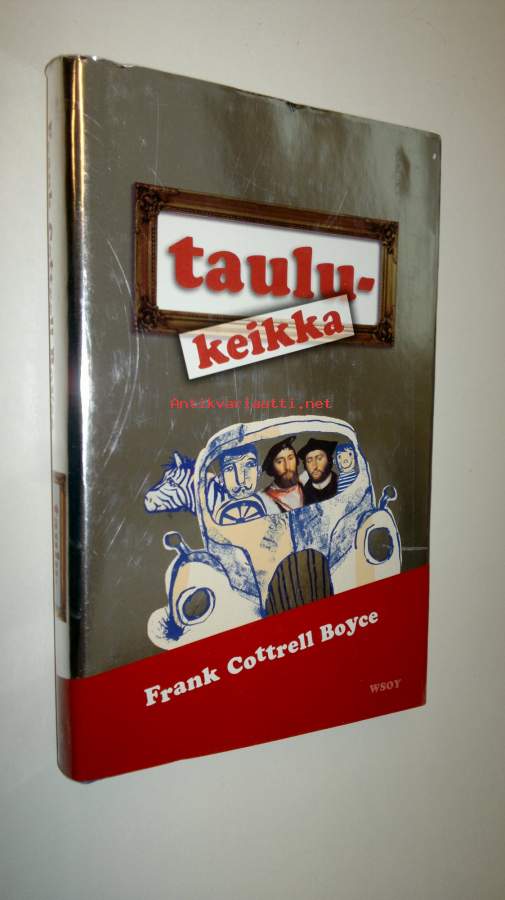 taulu-
keikka
Antikvariaatti.net
Frank Cottrell Boyce
WSOY